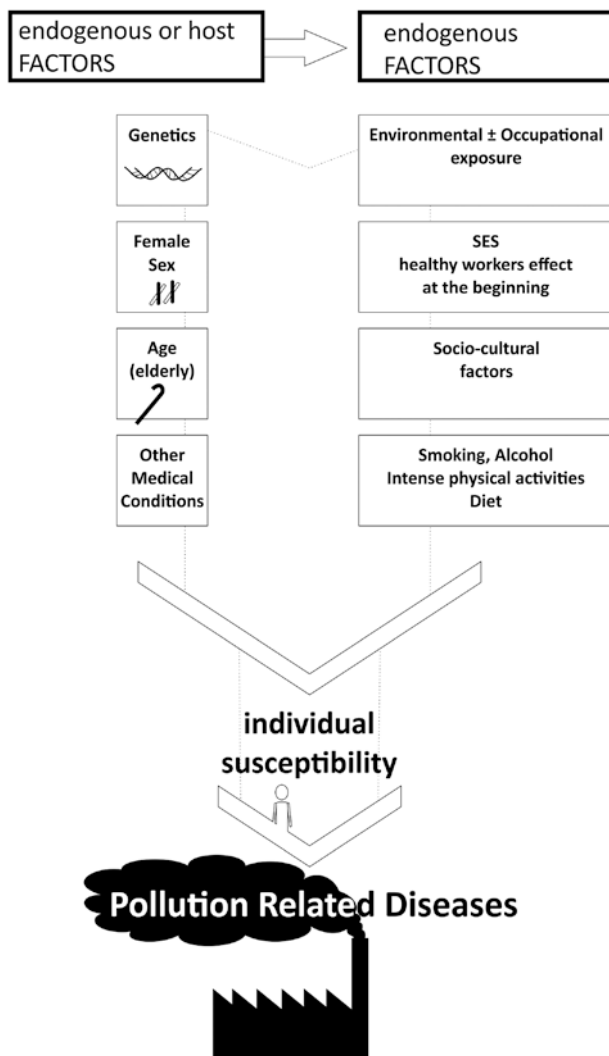 endogenous or host
FACTORS
endogenous
FACTORS
Genetics
Environmental ± Occupational
exposure
Female
Sex
SES
healthy workers effect
at the beginning
Age
(elderly)
Socio-cultural
factors
Other
Medical
Conditions
Smoking, Alcohol
Intense physical activities
Diet
individual
susceptibility
Pollution Related Diseases